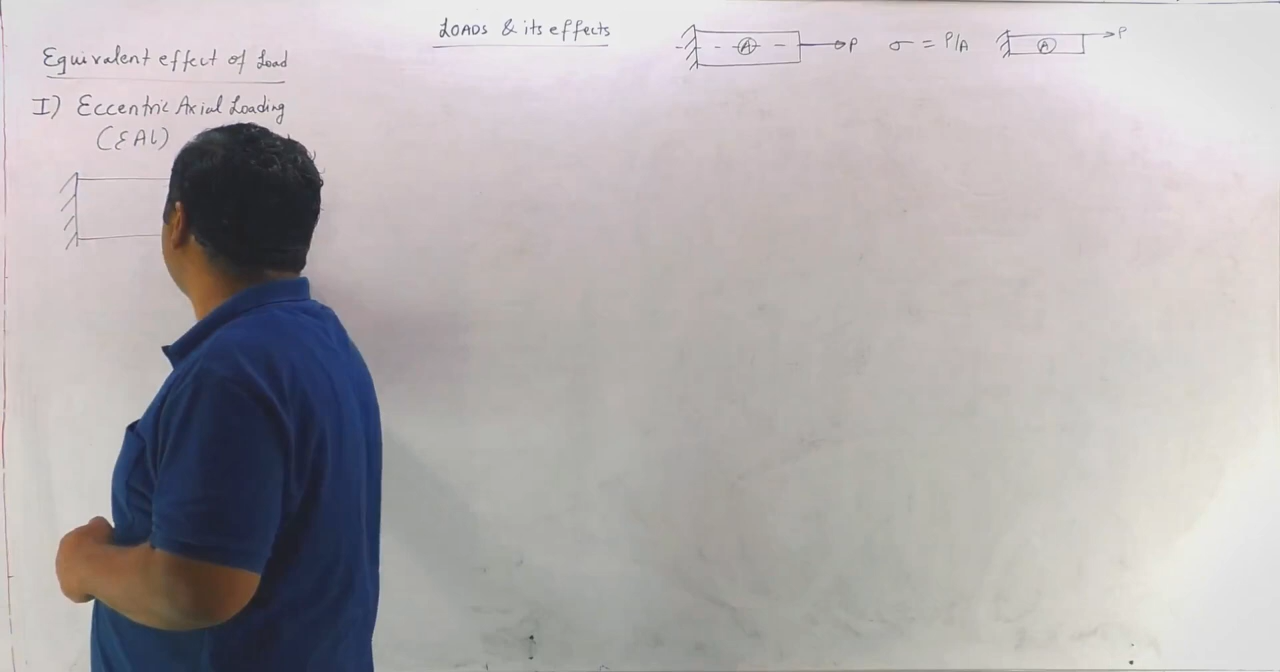 LOADS & its effects
A P σ = P/A A P
Equivalent effect of Load
I) Eccentric Axial Loading
(EAL)